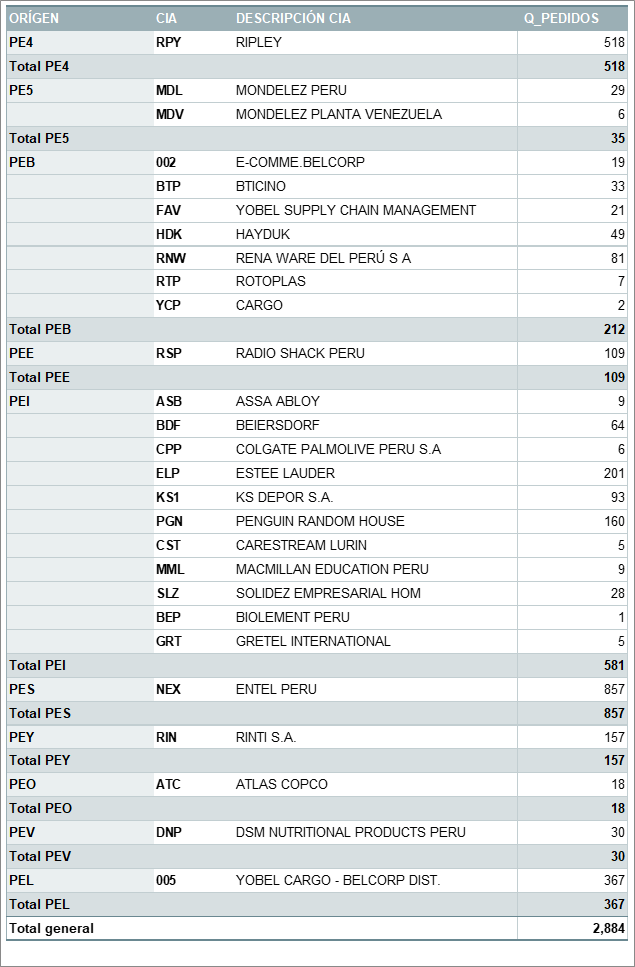 ORÍGEN CIA DESCRIPCIÓN CIA Q_PEDIDOS
PE4 RPY RIPLEY 518
Total PE4 518
PE5 MDL MONDELEZ PERU 29
MDV MONDELEZ PLANTA VENEZUELA 6
Total PE5 35
PEB 002 E-COMME.BELCORP 19
BTP BTICINO 33
FAV YOBEL SUPPLY CHAIN MANAGEMENT 21
HDK HAYDUK 49
RNW RENA WARE DEL PERÚ S A 81
RTP ROTOPLAS 7
YCP CARGO 2
Total PEB 212
PEE RSP RADIO SHACK PERU 109
Total PEE 109
PEI ASB ASSA ABLOY 9
BDF BEIERSDORF 64
CPP COLGATE PALMOLIVE PERU S.A 6
ELP ESTEE LAUDER 201
KS1 KS DEPOR S.A. 93
PGN PENGUIN RANDOM HOUSE 160
CST CARESTREAM LURIN 5
MML MACMILLAN EDUCATION PERU 9
SLZ SOLIDEZ EMPRESARIAL HOM 28
BEP BIOLEMENT PERU 1
GRT GRETEL INTERNATIONAL 5
Total PEI 581
PES NEX ENTEL PERU 857
Total PES 857
PEY RIN RINTI S.A. 157
Total PEY 157
PEO ATC ATLAS COPCO 18
Total PEO 18
PEV DNP DSM NUTRITIONAL PRODUCTS PERU 30
Total PEV 30
PEL 005 YOBEL CARGO - BELCORP DIST. 367
Total PEL 367
Total general 2,884